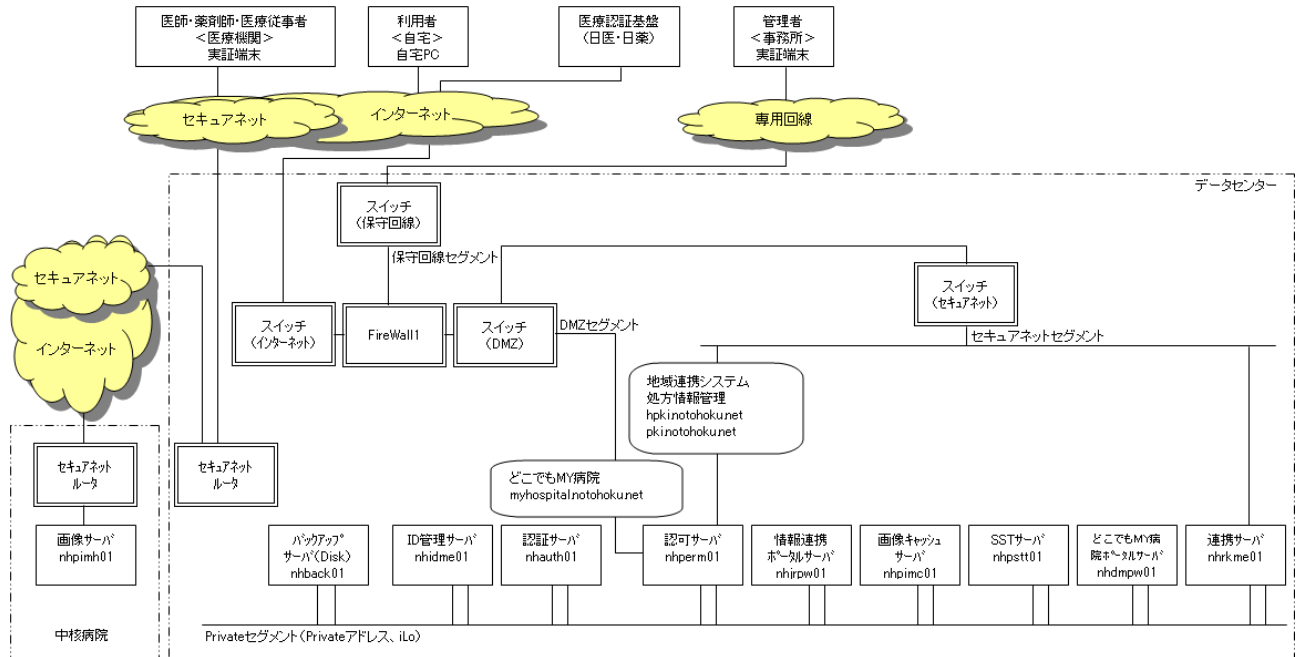 医師・薬剤師・医療従事者
<医療機関>
実証端末
利用者
<自宅>
自宅PC
医療認証基盤
(日医・日薬)
管理者
<事務所>
実証端末
セキュアネット
インターネット
専用回線
データセンター
スイッチ
(保守回線)
保守回線セグメント
セキュアネット
インターネット
スイッチ
(インターネット)
FireWall1
スイッチ
(DMZ)
DMZセグメント
スイッチ
(セキュアネット)
セキュアネットセグメント
地域連携システム
処方情報管理
hpki.notohoku.net
pki.notohoku.net
セキュアネット
ルータ
セキュアネット
ルータ
どこでもMY病院
myhospital.notohoku.net
画像サーバ
nhpimh01
バックアップ
サーバ(Disk)
nhback01
ID管理サーバ
nhidme01
認証サーバ
nhauth01
認可サーバ
nhperm01
情報連携
ポータルサーバ
nhjrpw01
画像キャッシュ
サーバ
nhpimc01
SSTサーバ
nhpstt01
どこでもMY病
院ポータルサーバ
nhdmpw01
連携サーバ
nhrkme01
中核病院
Privateセグメント(Privateアドレス、iLo)